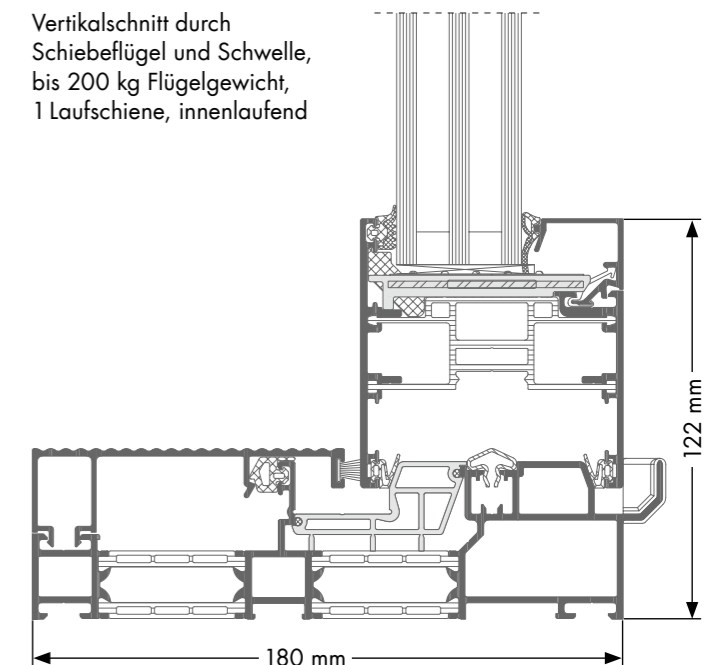 Vertikalschnitt durch
Schiebeflügel und Schwelle,
bis 200 kg Flügelgewicht,
1 Laufschiene, innenlaufend
122 mm
180 mm